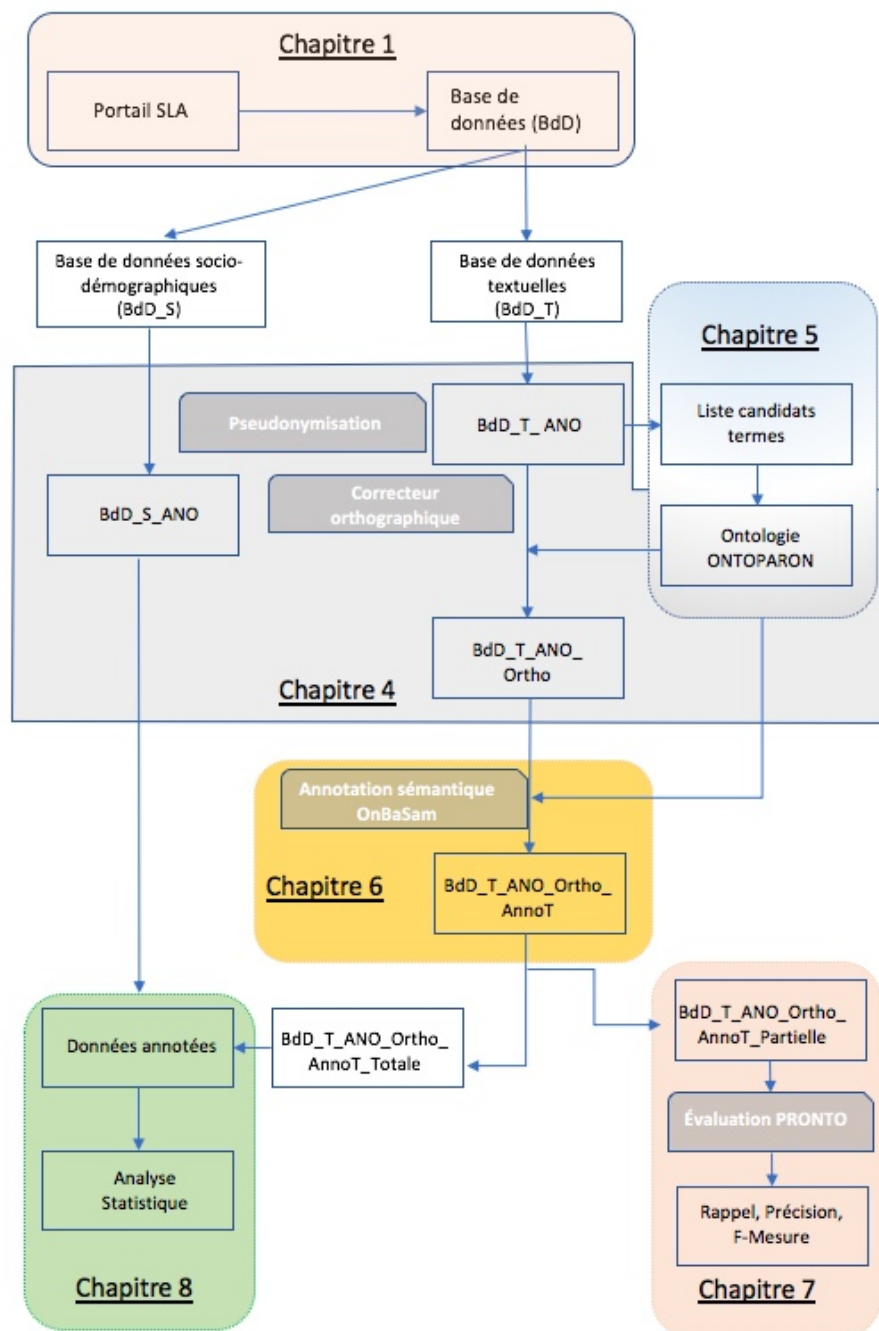 Chapitre 1
Portail SLA
Base de
données (BdD)
Base de données socio-
démographiques
(BdD_S)
Base de données
textuelles
(BdD_T)
Chapitre 5
Pseudonymisation
BdD_T_ ANO
Liste candidats
termes
BdD_S_ANO
Correcteur
orthographique
Ontologie
ONTOPARON
BdD_T_ANO_
Ortho
Chapitre 4
Annotation sémantique
OnBaSam
Chapitre 6
BdD_T_ANO_Ortho_
AnnoT
Données annotées
BdD_T_ANO_Ortho_
AnnoT_Totale
BdD_T_ANO_Ortho_
AnnoT_Partielle
Évaluation PRONTO
Analyse
Statistique
Rappel, Précision,
F-Mesure
Chapitre 8
Chapitre 7